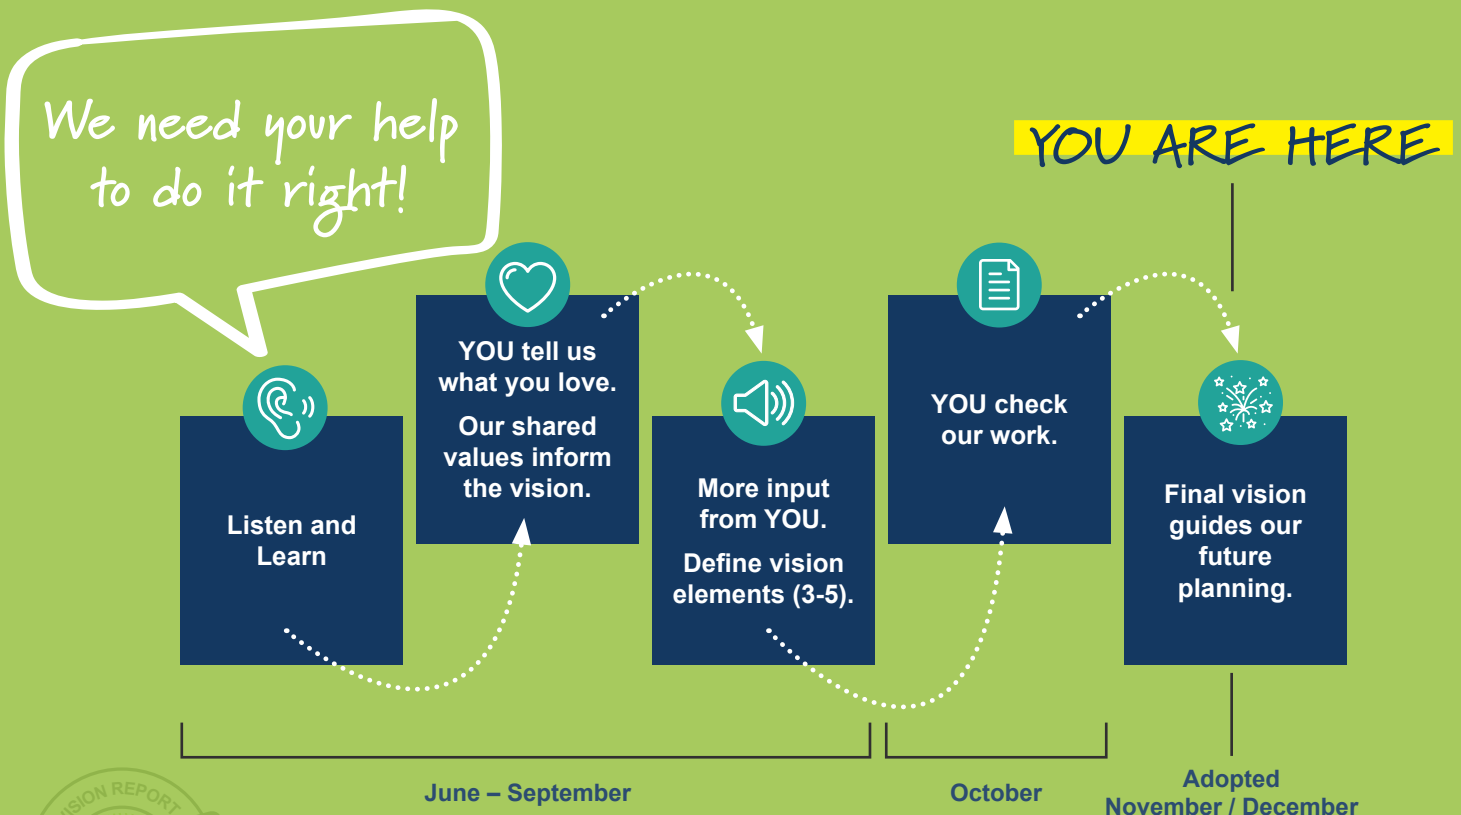 We need your help
to do it right!
YOU ARE HERE
YOU tell us
what you love.
Our shared
values inform
the vision.
YOU check
our work.
Listen and
Learn
More input
from YOU.
Define vision
elements (3-5).
Final vision
guides our
future
planning.
June – September
October
Adopted
November / December
VISION REPORT